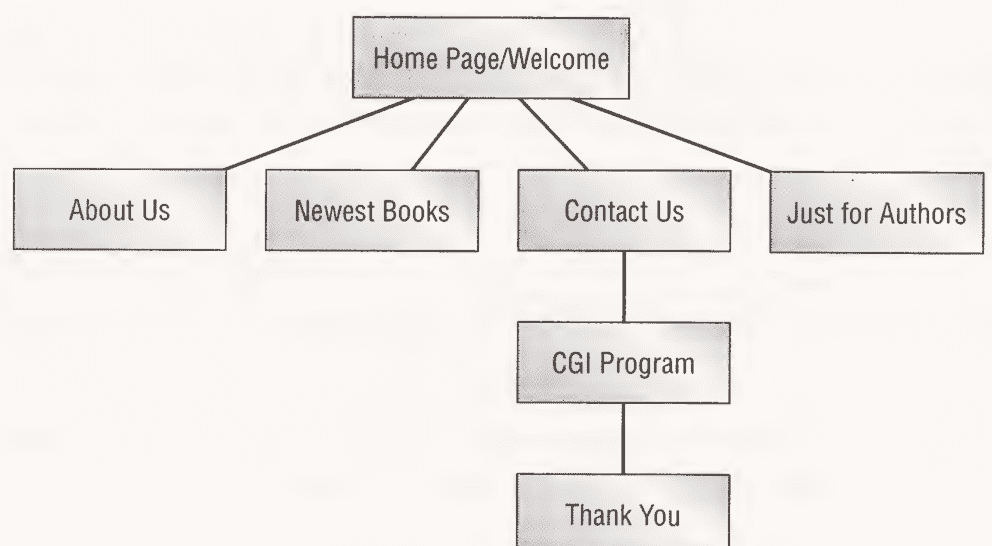 Home Page/Welcome
About Us
Newest Books
Contact Us
Just for Authors
CGI Program
Thank You